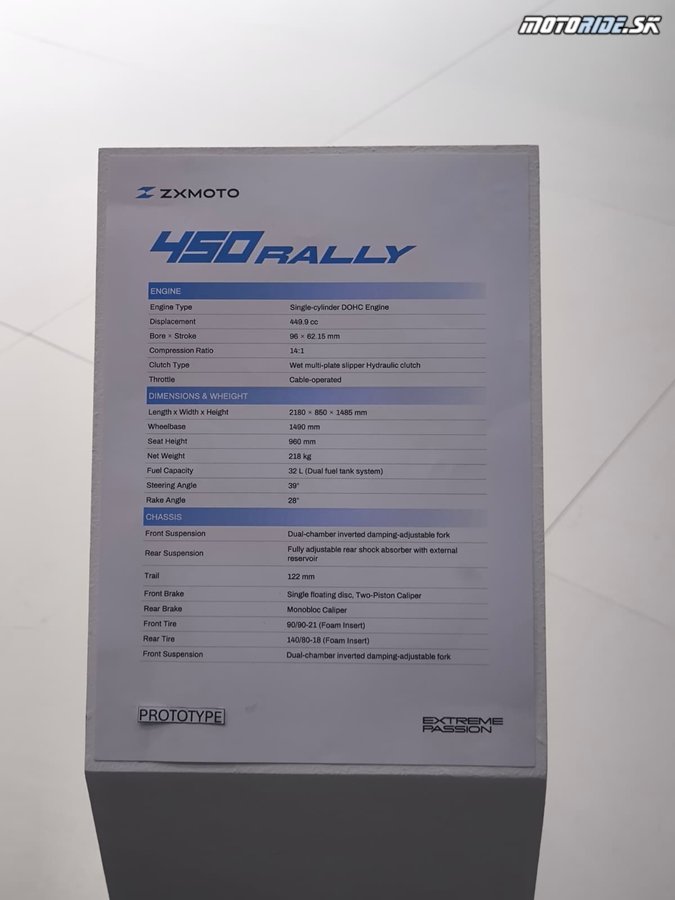 MOTORIDE.SK
ZXMOTO
450 RALLY
ENGINE
Engine Type Single-cylinder DOHC Engine
Displacement 449.9 cc
Bore × Stroke 96 × 62.15 mm
Compression Ratio 14:1
Clutch Type Wet multi-plate slipper Hydraulic clutch
Throttle Cable-operated
DIMENSIONS & WHEIGHT
Length x Width x Height 2180 × 850 × 1485 mm
Wheelbase 1490 mm
Seat Height 960 mm
Net Weight 218 kg
Fuel Capacity 32 L (Dual fuel tank system)
Steering Angle 39°
Rake Angle 28°
CHASSIS
Front Suspension Dual-chamber inverted damping-adjustable fork
Rear Suspension Fully adjustable rear shock absorber with external
reservoir
Trail 122 mm
Front Brake Single floating disc, Two-Piston Caliper
Rear Brake Monobloc Caliper
Front Tire 90/90-21 (Foam Insert)
Rear Tire 140/80-18 (Foam Insert)
Front Suspension Dual-chamber inverted damping-adjustable fork
PROTOTYPE
EXTREME
PASSION